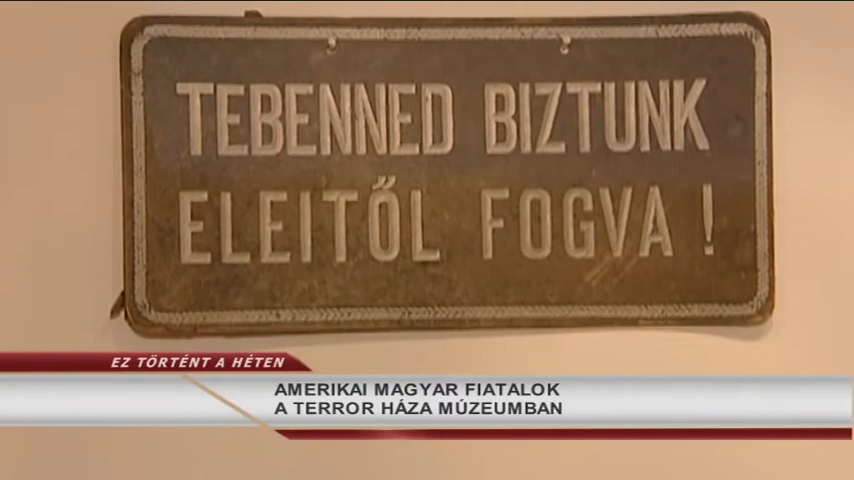 TEBENNED BIZTUNK
ELEITŐL FOGVA !
EZ TÖRTÉNT A HÉTEN
AMERIKAI MAGYAR FIATALOK
A TERROR HÁZA MÚZEUMBAN